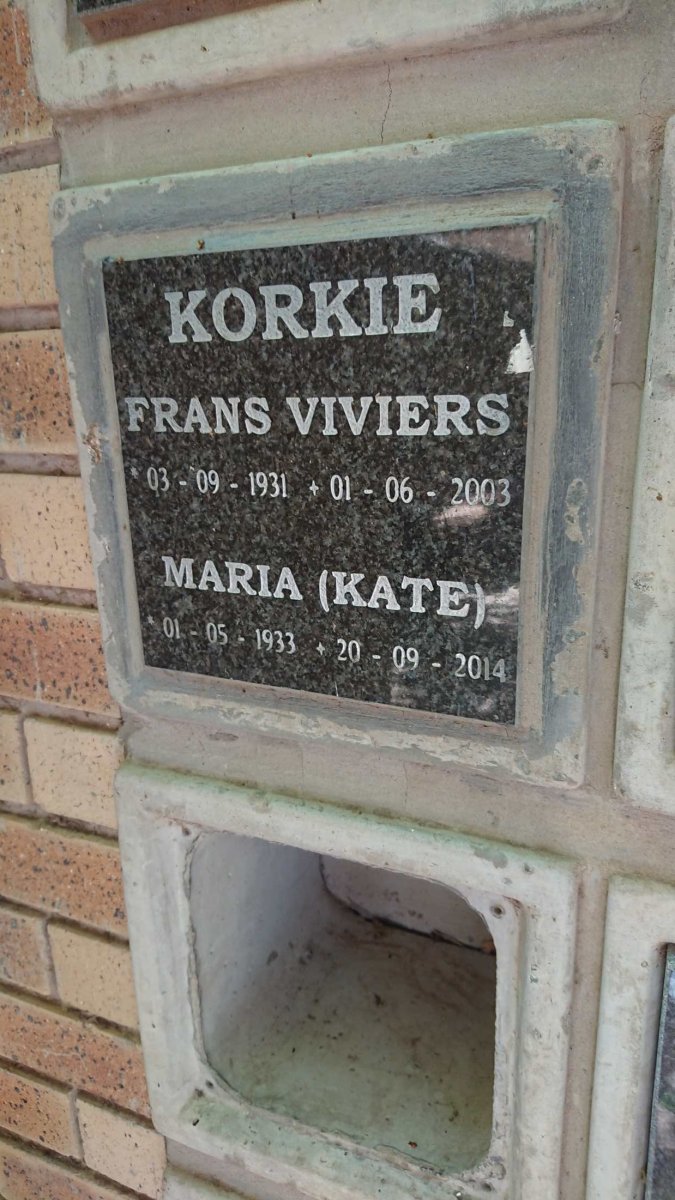 KORKIE
FRANS VIVIERS
* 03 - 09 - 1931 + 01 - 06 - 2003
MARIA (KATE)
* 01 - 05 - 1933 + 20 - 09 - 2014